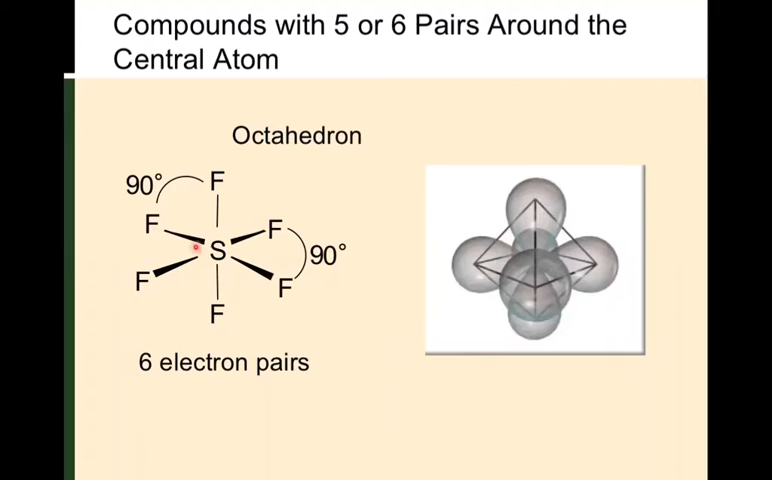 Compounds with 5 or 6 Pairs Around the
Central Atom
Octahedron
90°
F
F
F
S
90°
F
F
F
6 electron pairs